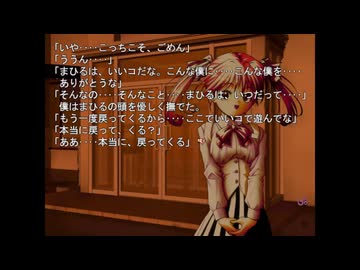 「いや‥‥こっちこそ、ごめん」
「ううん‥‥」
「まひるは、いいコだな。こんな僕に‥‥こんな僕を‥‥
ありがとうな」
「そんなの‥‥そんなこと‥‥まひるは、いつだって‥‥」
僕はまひるの頭を優しく撫でた。
「もう一度戻ってくるから‥‥ここでいいコで遊んでな」
「本当に戻って、くる？」
「ああ‥‥本当に、戻ってくる」